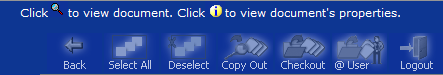 Click to view document. Click to view document's properties.
Back Select All Deselect Copy Out Checkout @ User Logout